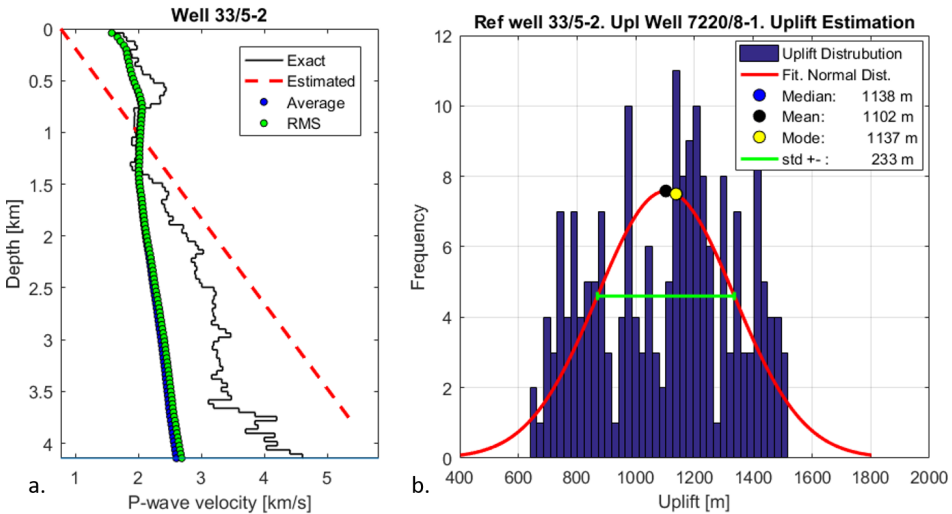 Well 33/5-2
0
0.5
1
1.5
2
2.5
3
3.5
4
Depth [km]
Exact
Estimated
Average
RMS
1 2 3 4 5
P-wave velocity [km/s]
a.
Ref well 33/5-2. Upl Well 7220/8-1. Uplift Estimation
12
10
8
6
4
2
0
Frequency
Uplift Distrubution
Fit. Normal Dist.
Median: 1138 m
Mean: 1102 m
Mode: 1137 m
std +- : 233 m
400 600 800 1000 1200 1400 1600 1800 2000
Uplift [m]
b.